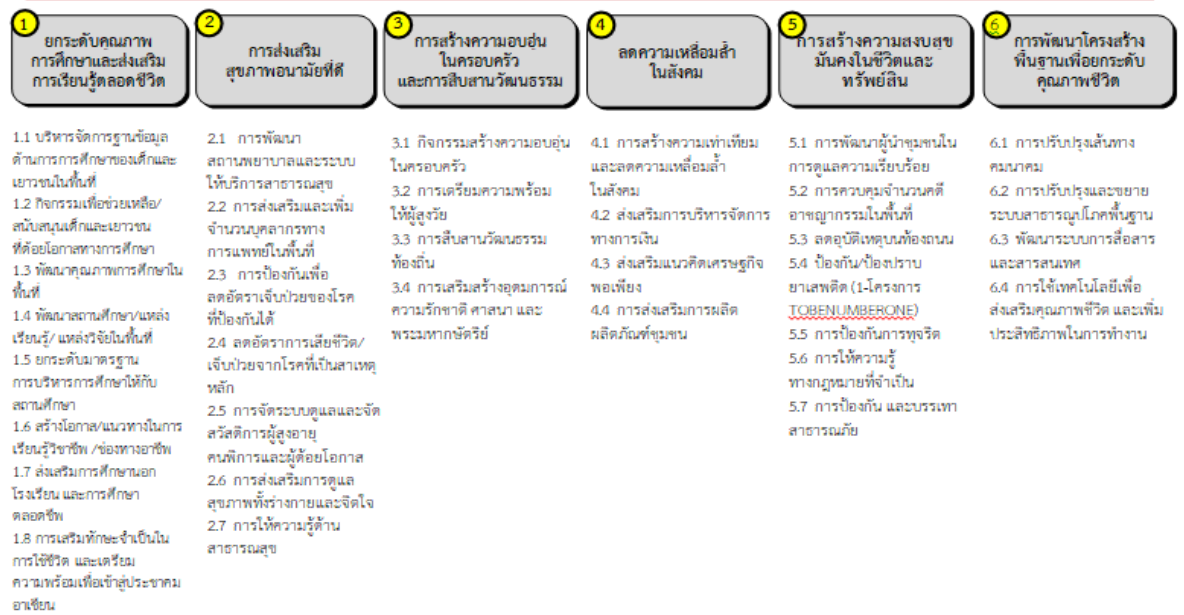 1
ยกระดับคุณภาพ
การศึกษาและส่งเสริม
การเรียนรู้ตลอดชีวิต
1.1 บริหารจัดการฐานข้อมูล
ด้านการการศึกษาของเด็กและ
เยาวชนในพื้นที่
1.2 กิจกรรมเพื่อช่วยเหลือ/
สนับสนุนเด็กและเยาวชน
ที่ด้อยโอกาสทางการศึกษา
1.3 พัฒนาคุณภาพการศึกษาใน
พื้นที่
1.4 พัฒนาสถานศึกษา/แหล่ง
เรียนรู้/ แหล่งวิจัยในพื้นที่
1.5 ยกระดับมาตรฐาน
การบริหารการศึกษาให้กับ
สถานศึกษา
1.6 สร้างโอกาส/แนวทางในการ
เรียนรู้วิชาชีพ /ช่องทางอาชีพ
1.7 ส่งเสริมการศึกษานอก
โรงเรียน และการศึกษา
ตลอดชีพ
1.8 การเสริมทักษะจำเป็นใน
การใช้ชีวิต และเตรียม
ความพร้อมเพื่อเข้าสู่ประชาคม
อาเซียน
2
การส่งเสริม
สุขภาพอนามัยที่ดี
2.1 การพัฒนา
สถานพยาบาลและระบบ
ให้บริการสาธารณสุข
2.2 การส่งเสริมและเพิ่ม
จำนวนบุคลากรทาง
การแพทย์ในพื้นที่
2.3 การป้องกันเพื่อ
ลดอัตราเจ็บป่วยของโรค
ที่ป้องกันได้
2.4 ลดอัตราการเสียชีวิต/
เจ็บป่วยจากโรคที่เป็นสาเหตุ
หลัก
2.5 การจัดระบบดูแลและจัด
สวัสดิการผู้สูงอายุ
คนพิการและผู้ด้อยโอกาส
2.6 การส่งเสริมการดูแล
สุขภาพทั้งร่างกายและจิตใจ
2.7 การให้ความรู้ด้าน
สาธารณสุข
3
การสร้างความอบอุ่น
ในครอบครัว
และการสืบสานวัฒนธรรม
3.1 กิจกรรมสร้างความอบอุ่น
ในครอบครัว
3.2 การเตรียมความพร้อม
ให้ผู้สูงวัย
3.3 การสืบสานวัฒนธรรม
ท้องถิ่น
3.4 การเสริมสร้างอุดมการณ์
ความรักชาติ ศาสนา และ
พระมหากษัตริย์
4
ลดความเหลื่อมล้ำ
ในสังคม
4.1 การสร้างความเท่าเทียม
และลดความเหลื่อมล้ำ
ในสังคม
4.2 ส่งเสริมการบริหารจัดการ
ทางการเงิน
4.3 ส่งเสริมแนวคิดเศรษฐกิจ
พอเพียง
4.4 การส่งเสริมการผลิต
ผลิตภัณฑ์ชุมชน
5
การสร้างความสงบสุข
มั่นคงในชีวิตและ
ทรัพย์สิน
5.1 การพัฒนาผู้นำชุมชนใน
การดูแลความเรียบร้อย
5.2 การควบคุมจำนวนคดี
อาชญากรรมในพื้นที่
5.3 ลดอุบัติเหตุบนท้องถนน
5.4 ป้องกัน/ป้องปราบ
ยาเสพติด (1-โครงการ
TOBENUMBERONE)
5.5 การป้องกันการทุจริต
5.6 การให้ความรู้
ทางกฎหมายที่จำเป็น
5.7 การป้องกัน และบรรเทา
สาธารณภัย
6
การพัฒนาโครงสร้าง
พื้นฐานเพื่อยกระดับ
คุณภาพชีวิต
6.1 การปรับปรุงเส้นทาง
คมนาคม
6.2 การปรับปรุงและขยาย
ระบบสาธารณูปโภคพื้นฐาน
6.3 พัฒนาระบบการสื่อสาร
และสารสนเทศ
6.4 การใช้เทคโนโลยีเพื่อ
ส่งเสริมคุณภาพชีวิต และเพิ่ม
ประสิทธิภาพในการทำงาน